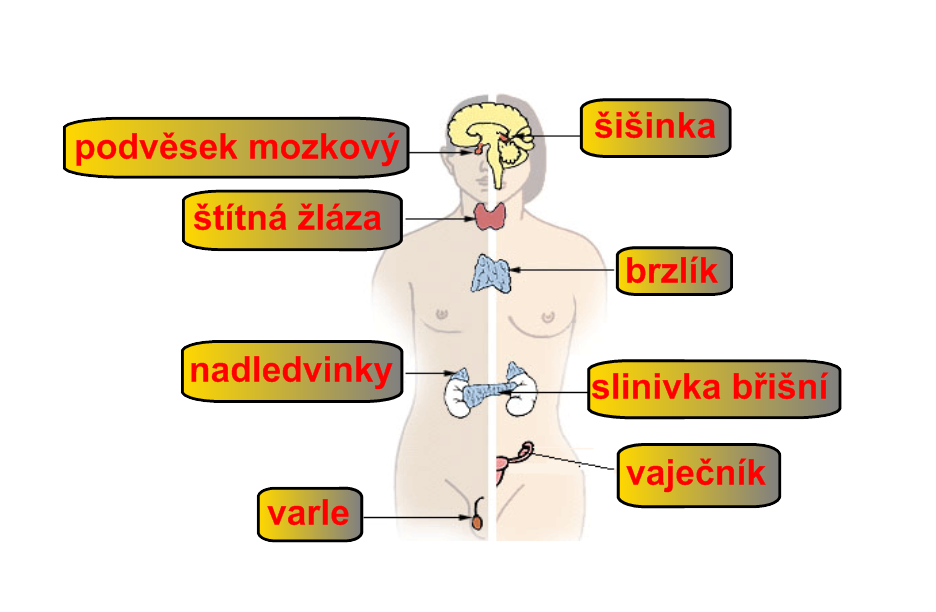 podvěsek mozkový
šišinka
štítná žláza
brzlík
nadledvinky
slinivka břišní
vaječník
varle